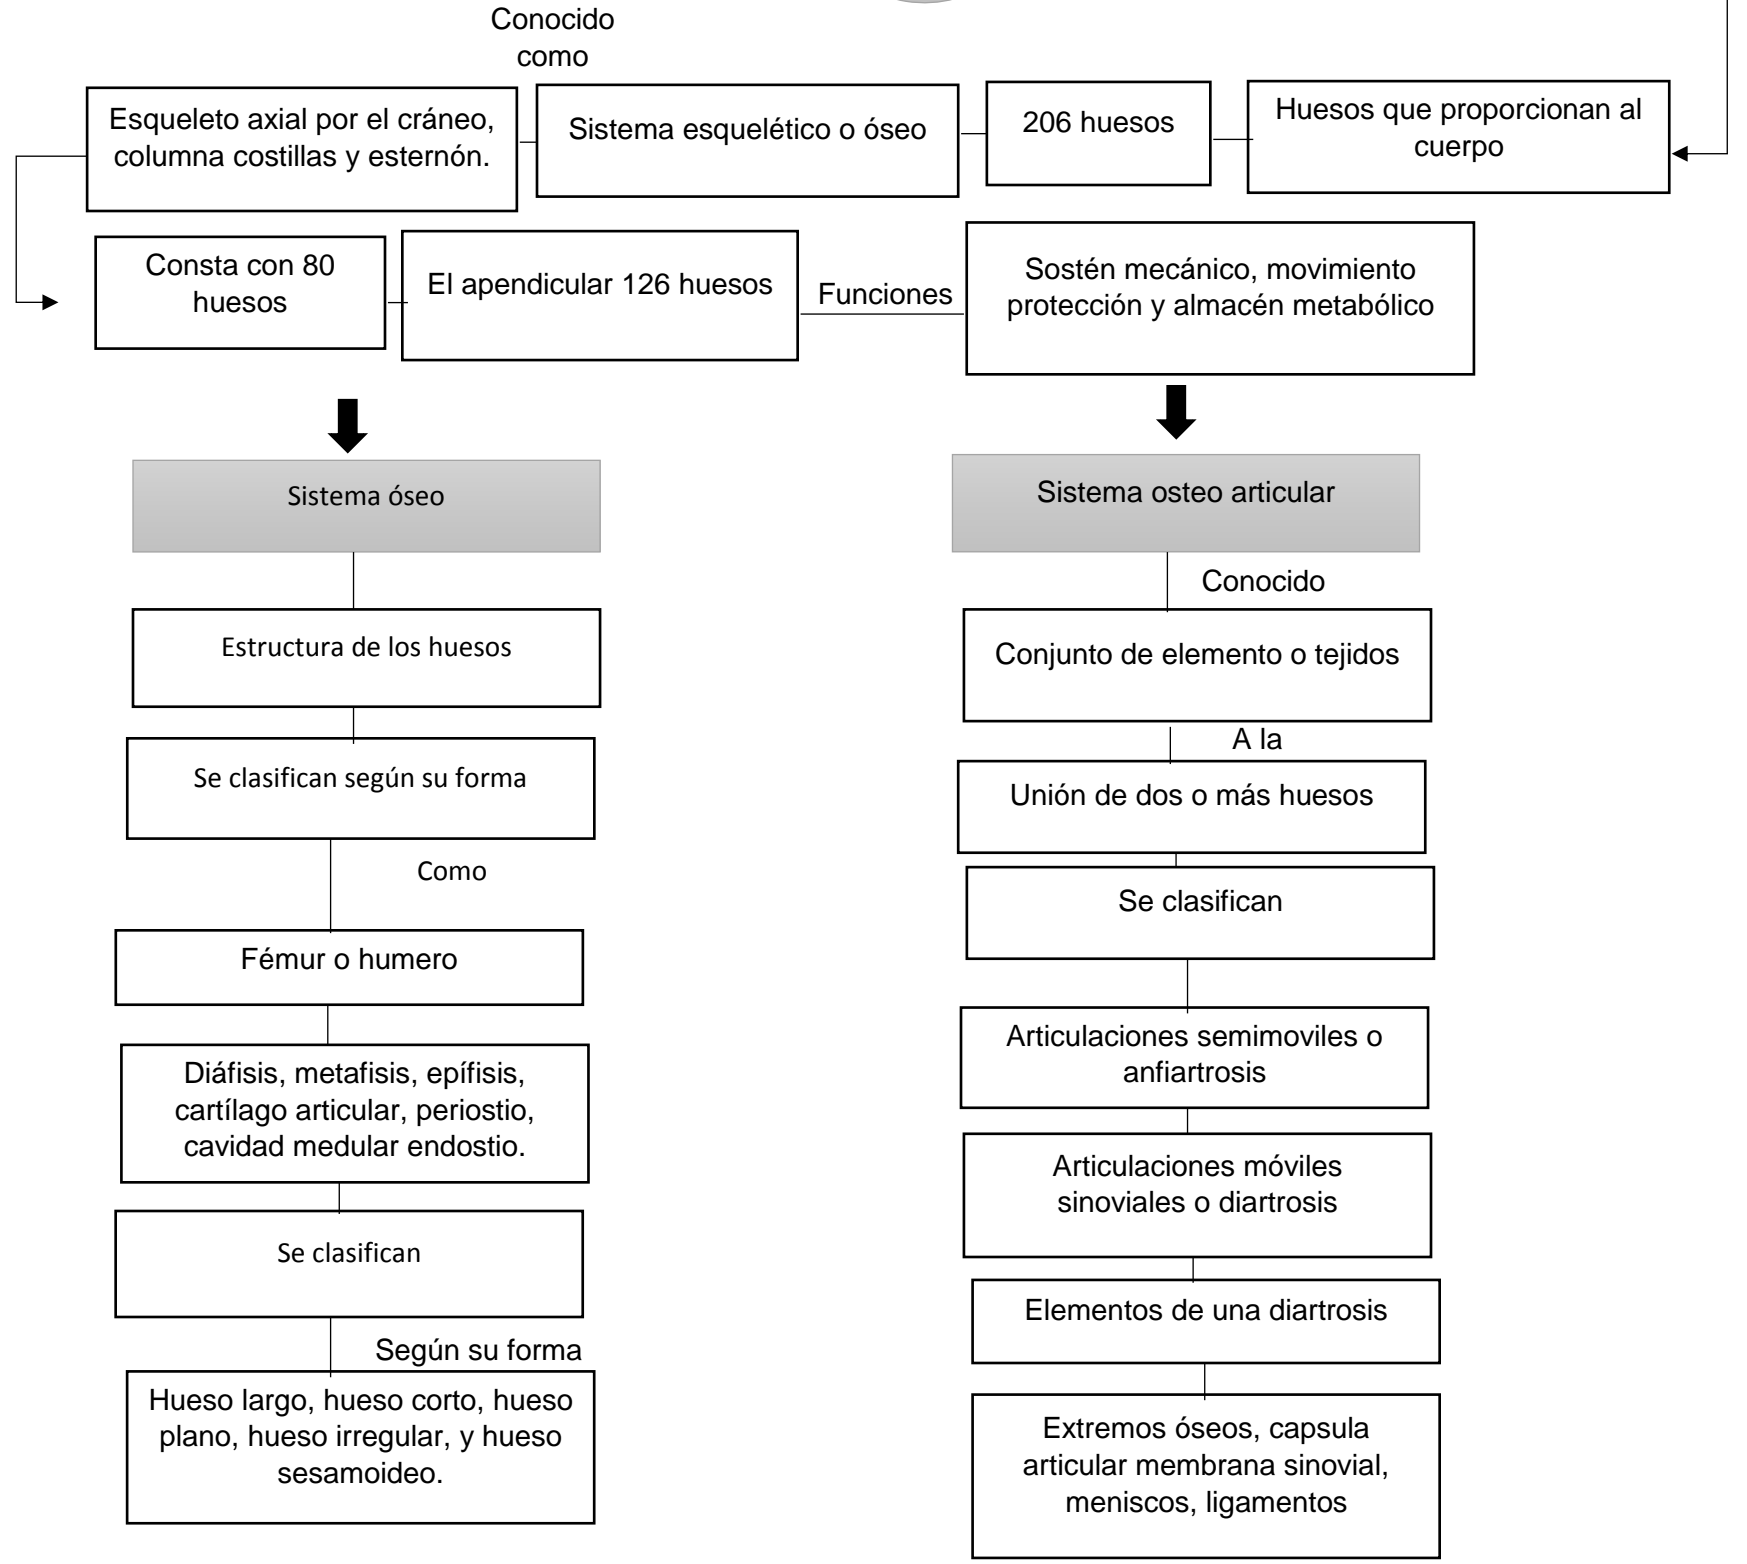 Conocido
como
Esqueleto axial por el cráneo,
columna costillas y esternón.
Sistema esquelético o óseo
206 huesos
Huesos que proporcionan al
cuerpo
Consta con 80
huesos
El apendicular 126 huesos
Funciones
Sostén mecánico, movimiento
protección y almacén metabólico
Sistema óseo
Estructura de los huesos
Se clasifican según su forma
Como
Fémur o humero
Diáfisis, metafisis, epífisis,
cartílago articular, periostio,
cavidad medular endostio.
Se clasifican
Según su forma
Hueso largo, hueso corto, hueso
plano, hueso irregular, y hueso
sesamoideo.
Sistema osteo articular
Conocido
Conjunto de elemento o tejidos
A la
Unión de dos o más huesos
Se clasifican
Articulaciones semimoviles o
anfiartrosis
Articulaciones móviles
sinoviales o diartrosis
Elementos de una diartrosis
Extremos óseos, capsula
articular membrana sinovial,
meniscos, ligamentos